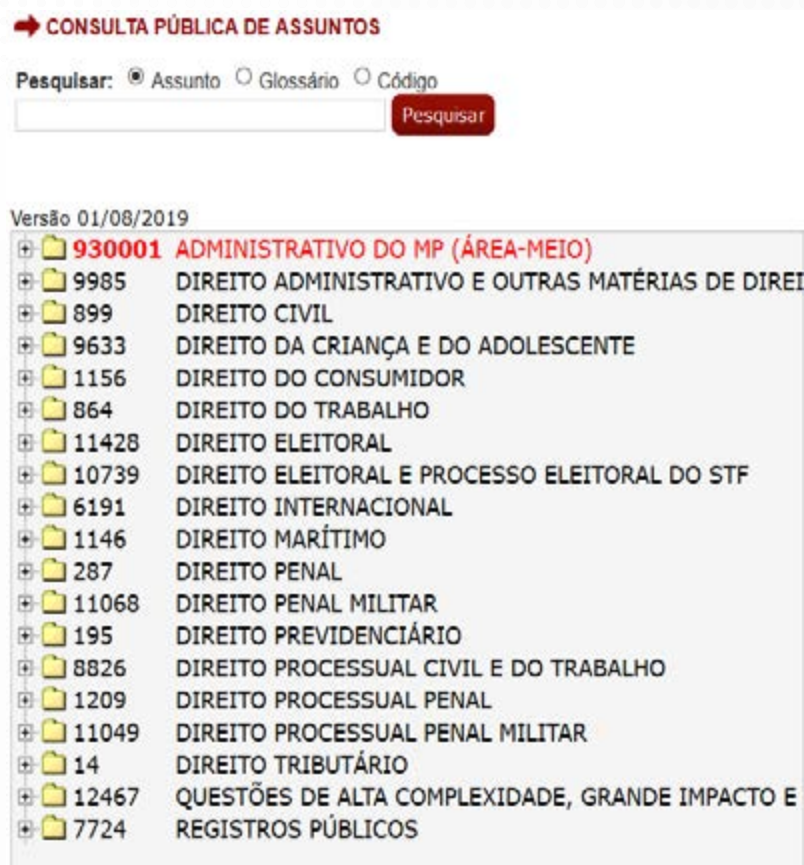 CONSULTA PÚBLICA DE ASSUNTOS
Pesquisar: Assunto Glossário Código
Pesquisar
Versão 01/08/2019
930001 ADMINISTRATIVO DO MP (ÁREA-MEIO)
9985 DIREITO ADMINISTRATIVO E OUTRAS MATÉRIAS DE DIREI
899 DIREITO CIVIL
9633 DIREITO DA CRIANÇA E DO ADOLESCENTE
1156 DIREITO DO CONSUMIDOR
864 DIREITO DO TRABALHO
11428 DIREITO ELEITORAL
10739 DIREITO ELEITORAL E PROCESSO ELEITORAL DO STF
6191 DIREITO INTERNACIONAL
1146 DIREITO MARÍTIMO
287 DIREITO PENAL
11068 DIREITO PENAL MILITAR
195 DIREITO PREVIDENCIÁRIO
8826 DIREITO PROCESSUAL CIVIL E DO TRABALHO
1209 DIREITO PROCESSUAL PENAL
11049 DIREITO PROCESSUAL PENAL MILITAR
14 DIREITO TRIBUTÁRIO
12467 QUESTÕES DE ALTA COMPLEXIDADE, GRANDE IMPACTO E
7724 REGISTROS PÚBLICOS